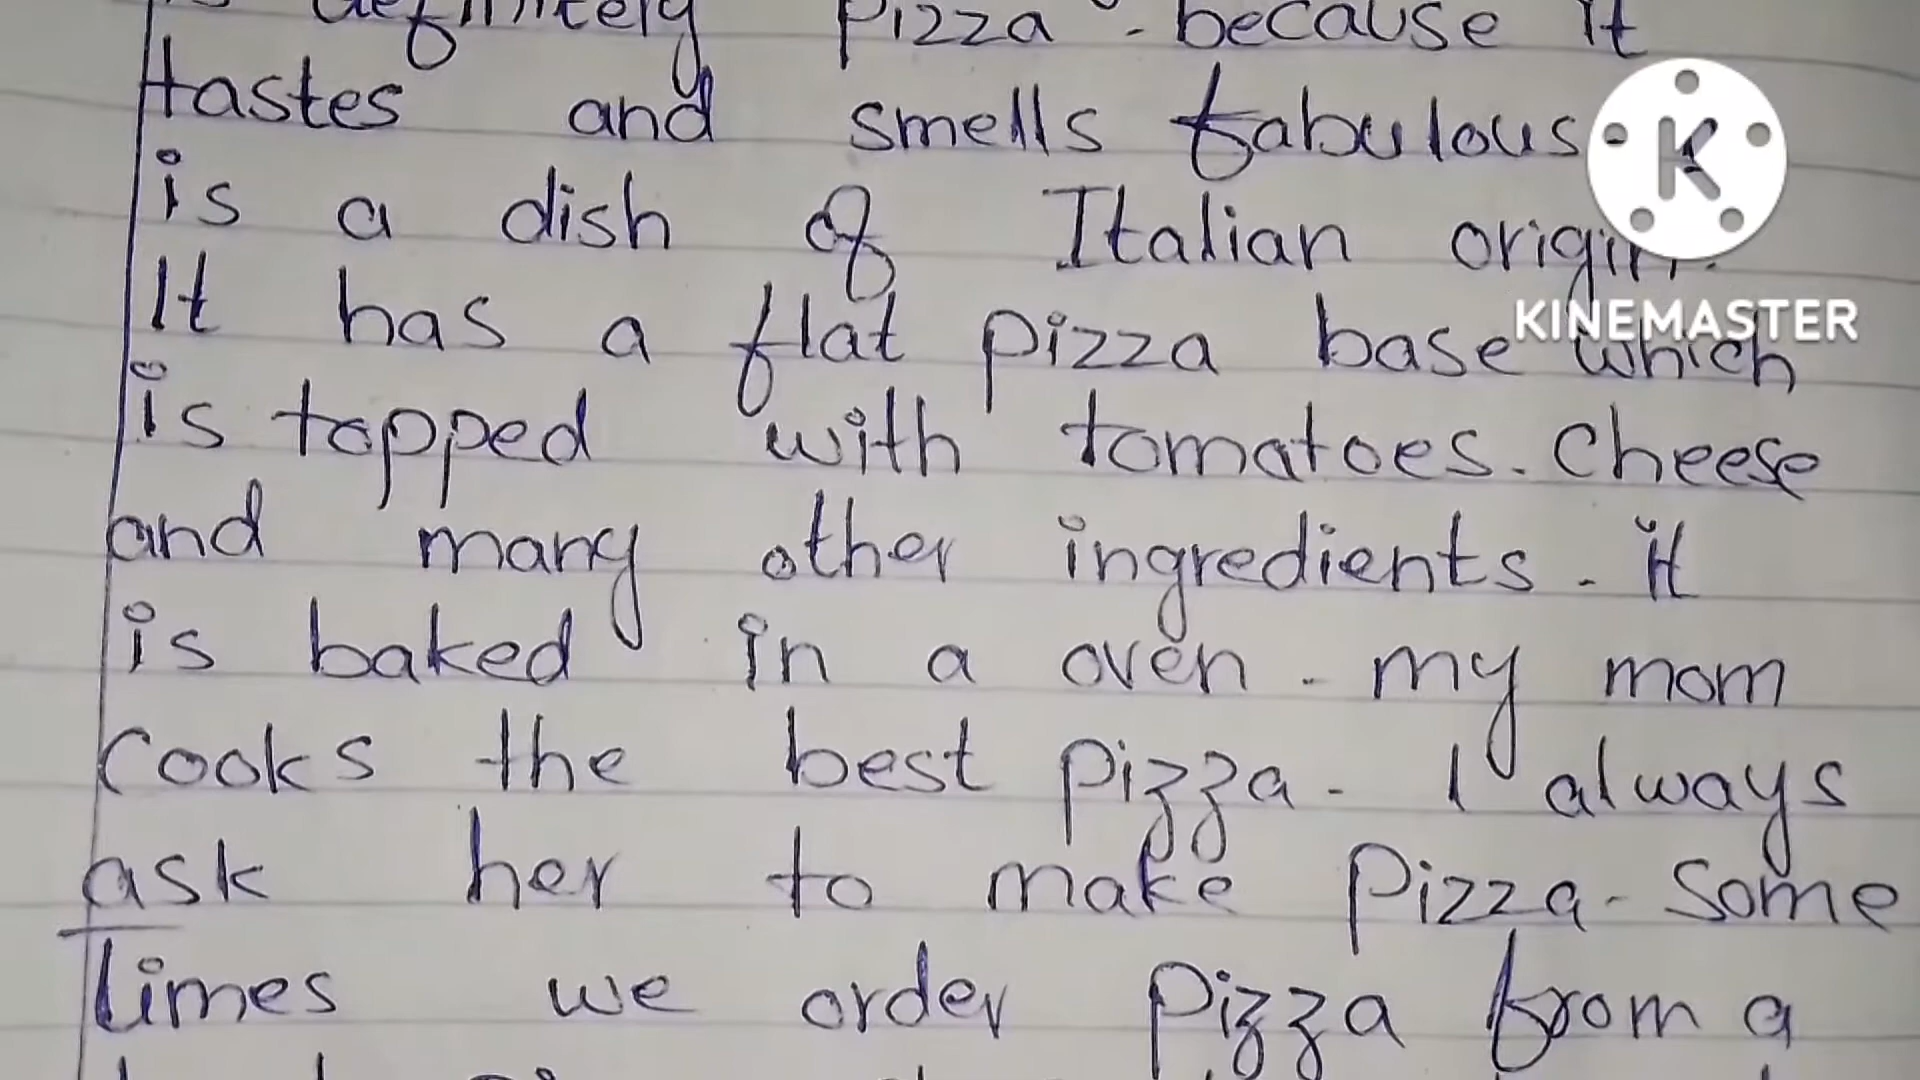 definitely pizza. because it
tastes and smells fabulous.
is a dish of Italian origin.
It has a flat pizza base which
is topped with tomatoes. Cheese
and many other ingredients. it
is baked in a oven. my mom
Cooks the best pizza. I always
ask her to make Pizza. Some
times we order Pizza from a
KINEMASTER